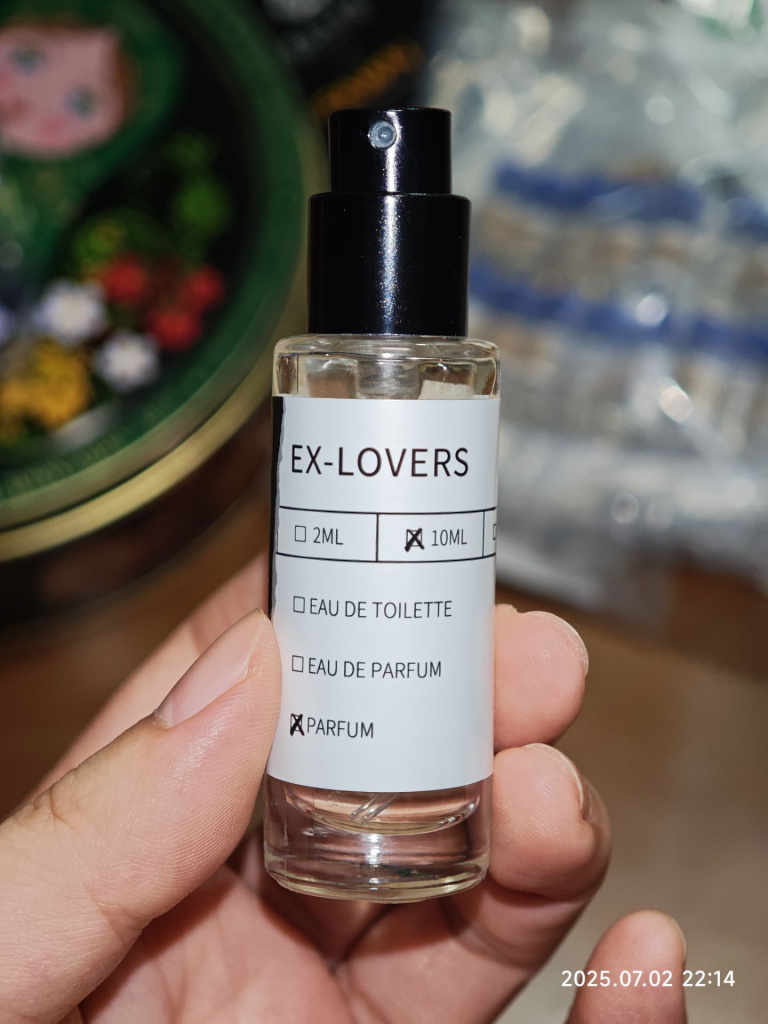 EX-LOVERS
☐ 2ML ☒ 10ML ☐
☐ EAU DE TOILETTE
☐ EAU DE PARFUM
☒ PARFUM
2025.07.02 22:14